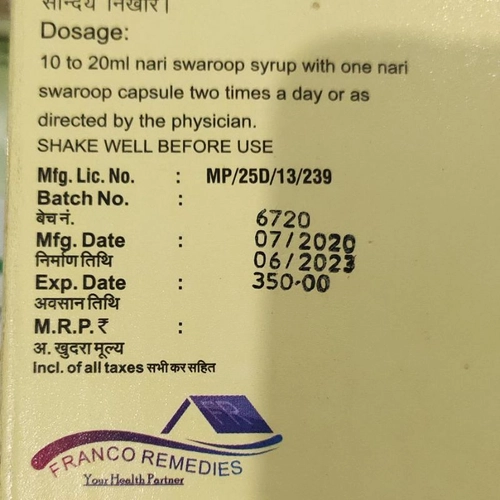 सौन्दर्य निखार।
Dosage:
10 to 20ml nari swaroop syrup with one nari
swaroop capsule two times a day or as
directed by the physician.
SHAKE WELL BEFORE USE
Mfg. Lic. No. : MP/25D/13/239
Batch No. :
बेच नं. 6720
Mfg. Date : 07/2020
निर्माण तिथि 06/2023
Exp. Date : 350-00
अवसान तिथि
M.R.P. ₹ :
अ. खुदरा मूल्य
Incl. of all taxes सभी कर सहित
FR
FRANCO REMEDIES
Your Health Partner